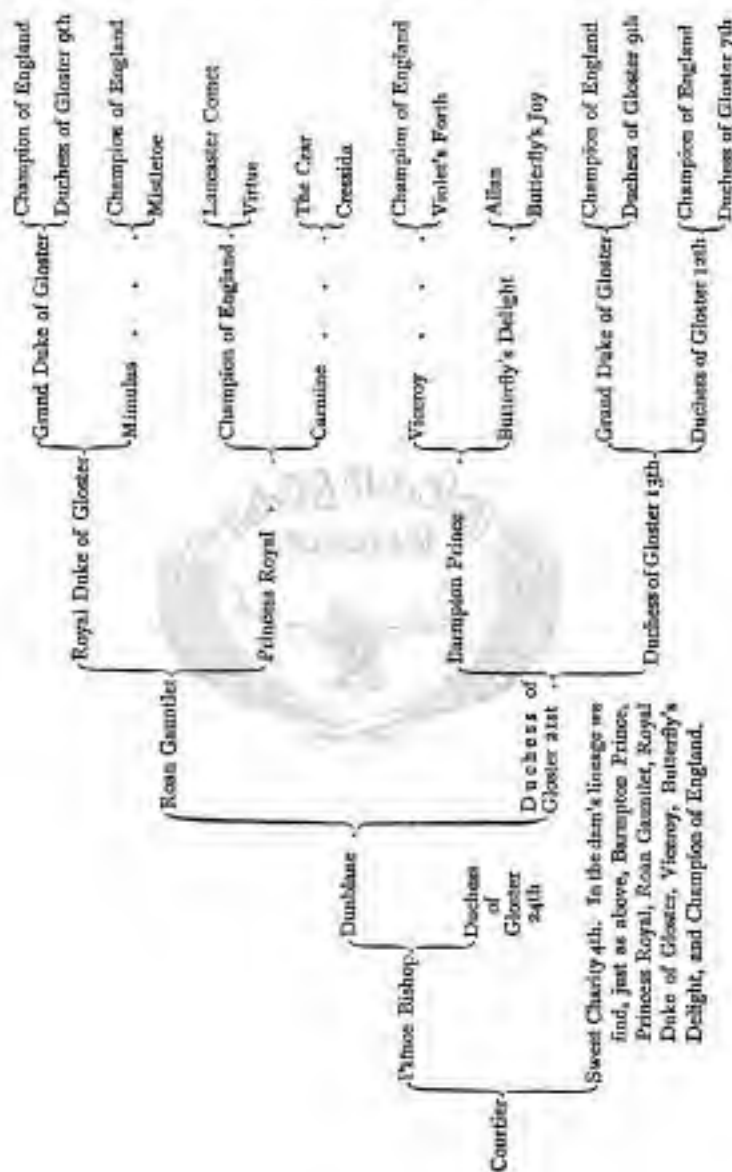 Courtier
Prince Bishop
Sweet Charity 4th. In the dam's lineage we
find, just as above, Barmpton Prince,
Princess Royal, Roan Gauntlet, Royal
Duke of Gloster, Viceroy, Butterfly's
Delight, and Champion of England.
Dunblane
Duchess
of
Gloster
24th
Roan Gauntlet
Duchess of
Gloster 21st
Royal Duke of Gloster
Princess Royal .
Barmpton Prince
Duchess of Gloster 13th
Grand Duke of Gloster
Mimulus . . .
Champion of England
Carmine . . .
Viceroy . . .
Butterfly's Delight .
Grand Duke of Gloster
Duchess of Gloster 12th
Champion of England
Duchess of Gloster 9th
Champion of England
Mistletoe
Lancaster Comet
Virtue
The Czar
Cressida
Champion of England
Violet's Forth
Allan
Butterfly's Joy
Champion of England
Duchess of Gloster 9th
Champion of England
Duchess of Gloster 7th